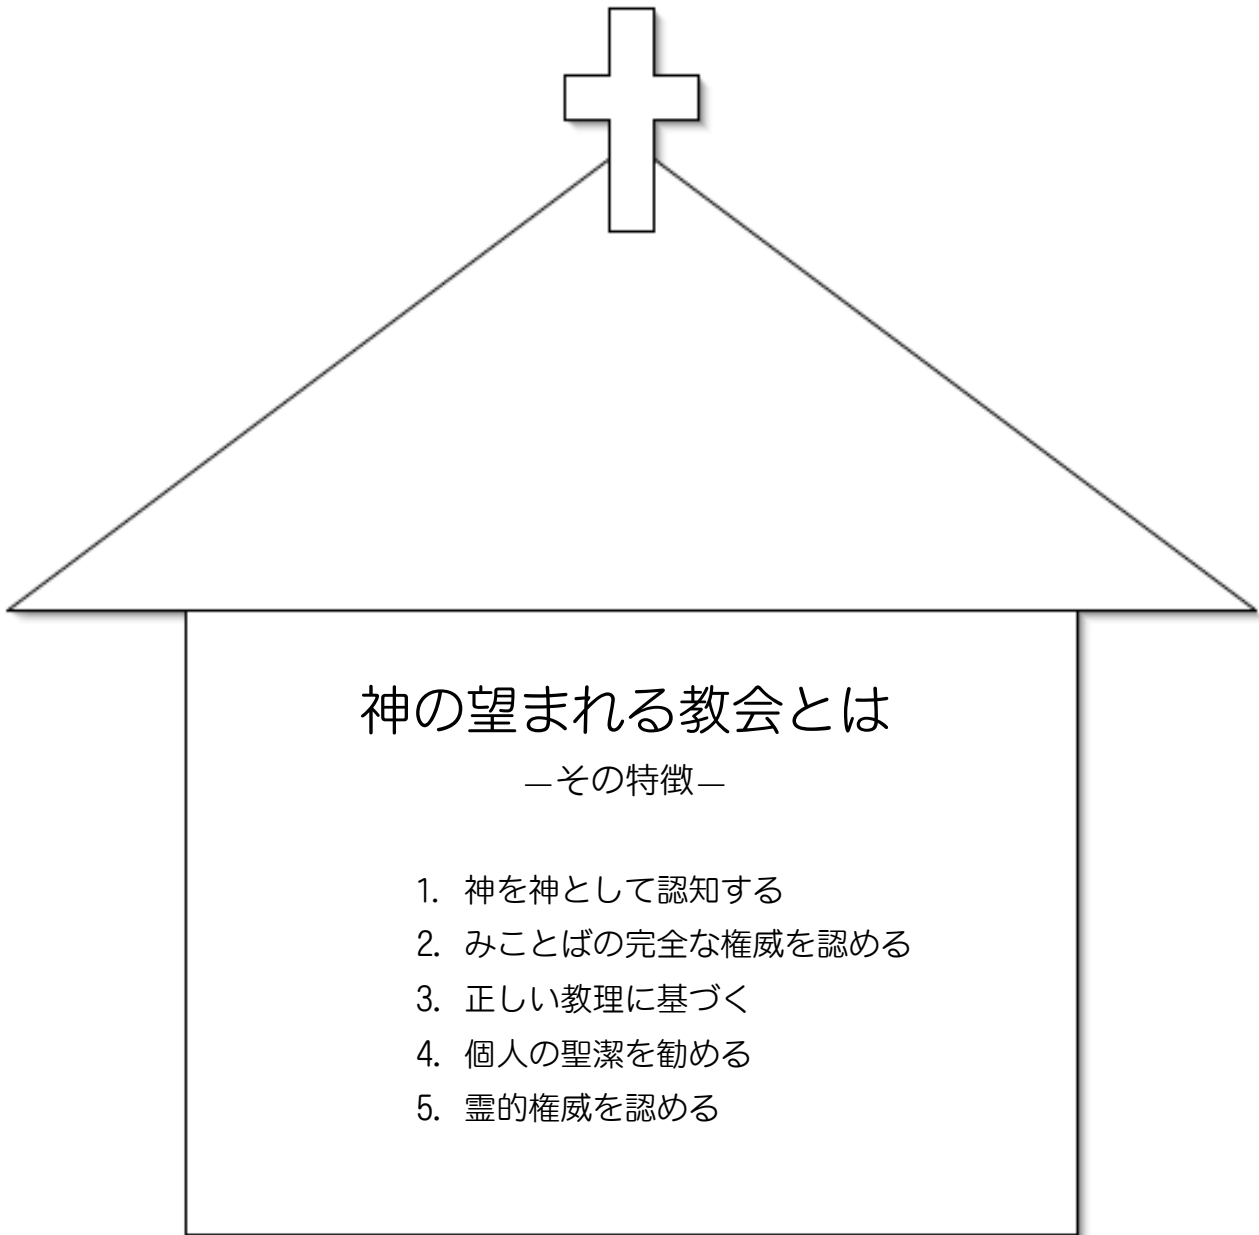 神の望まれる教会とは
—その特徴—
1. 神を神として認知する
2. みことばの完全な権威を認める
3. 正しい教理に基づく
4. 個人の聖潔を勧める
5. 霊的権威を認める